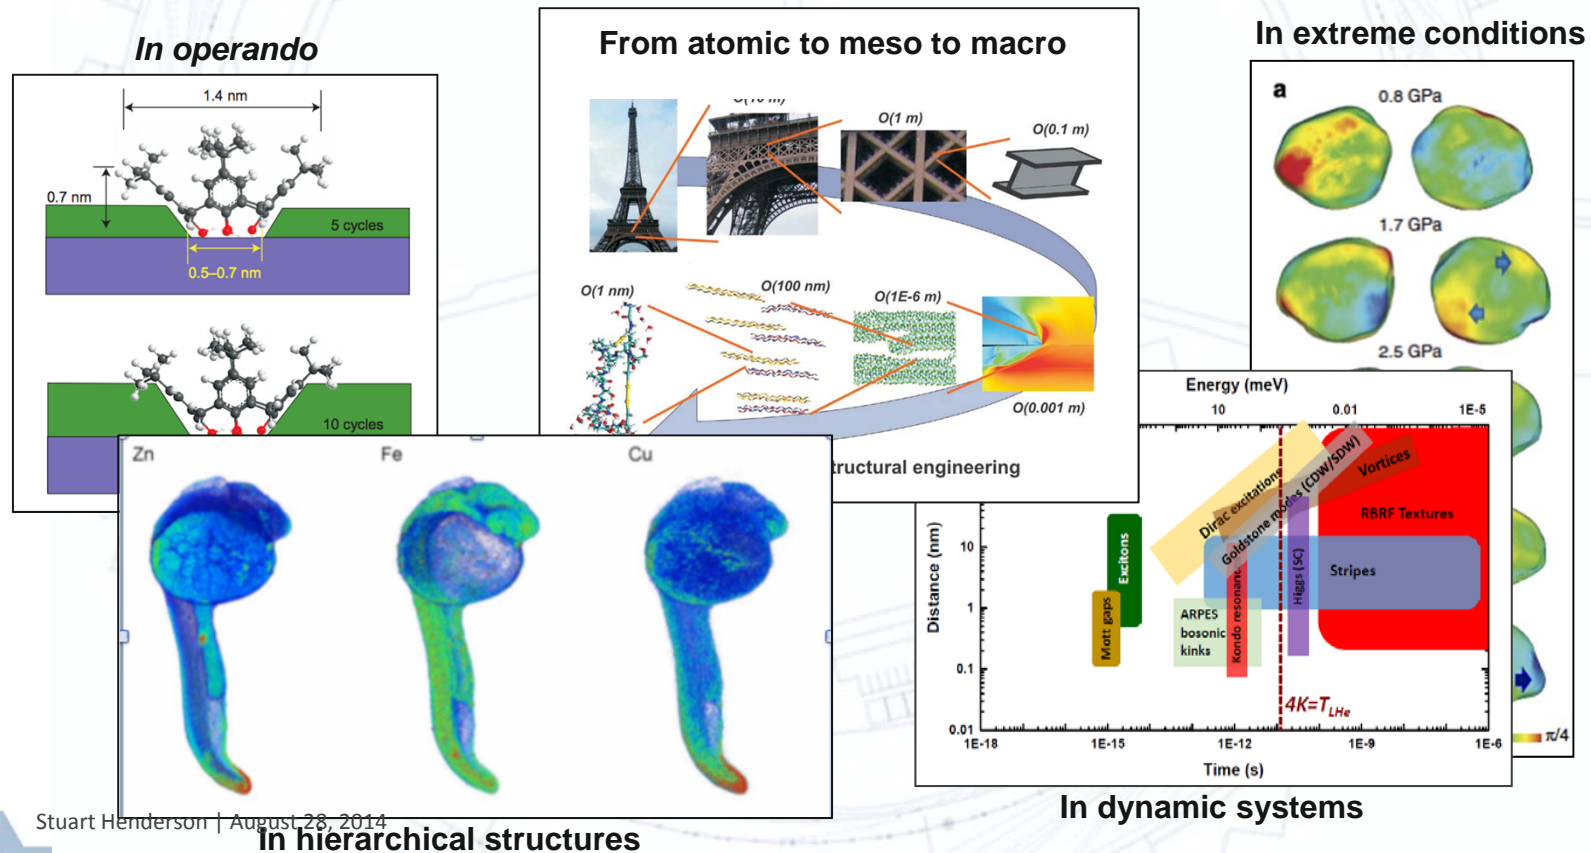 In operando
1.4 nm
0.7 nm
5 cycles
0.5–0.7 nm
10 cycles
From atomic to meso to macro
O(1 m)
O(0.1 m)
O(1 nm)
O(100 nm)
O(1E-6 m)
O(0.001 m)
tructural engineering
In extreme conditions
a
0.8 GPa
1.7 GPa
2.5 GPa
π/4
Zn Fe Cu
In hierarchical structures
Energy (meV)
10 0.01 1E-5
Dirac excitations
Goldstone modes (CDW/SDW)
Vortices
RBRF Textures
Excitons
Stripes
Higgs (SC)
Mott gaps
ARPES
bosonic
kinks
Kondo resonance
4K=T_LHe
Distance (nm)
10
1
0.1
0.01
1E-18 1E-15 1E-12 1E-9 1E-6
Time (s)
In dynamic systems
Stuart Henderson | August 28, 2014